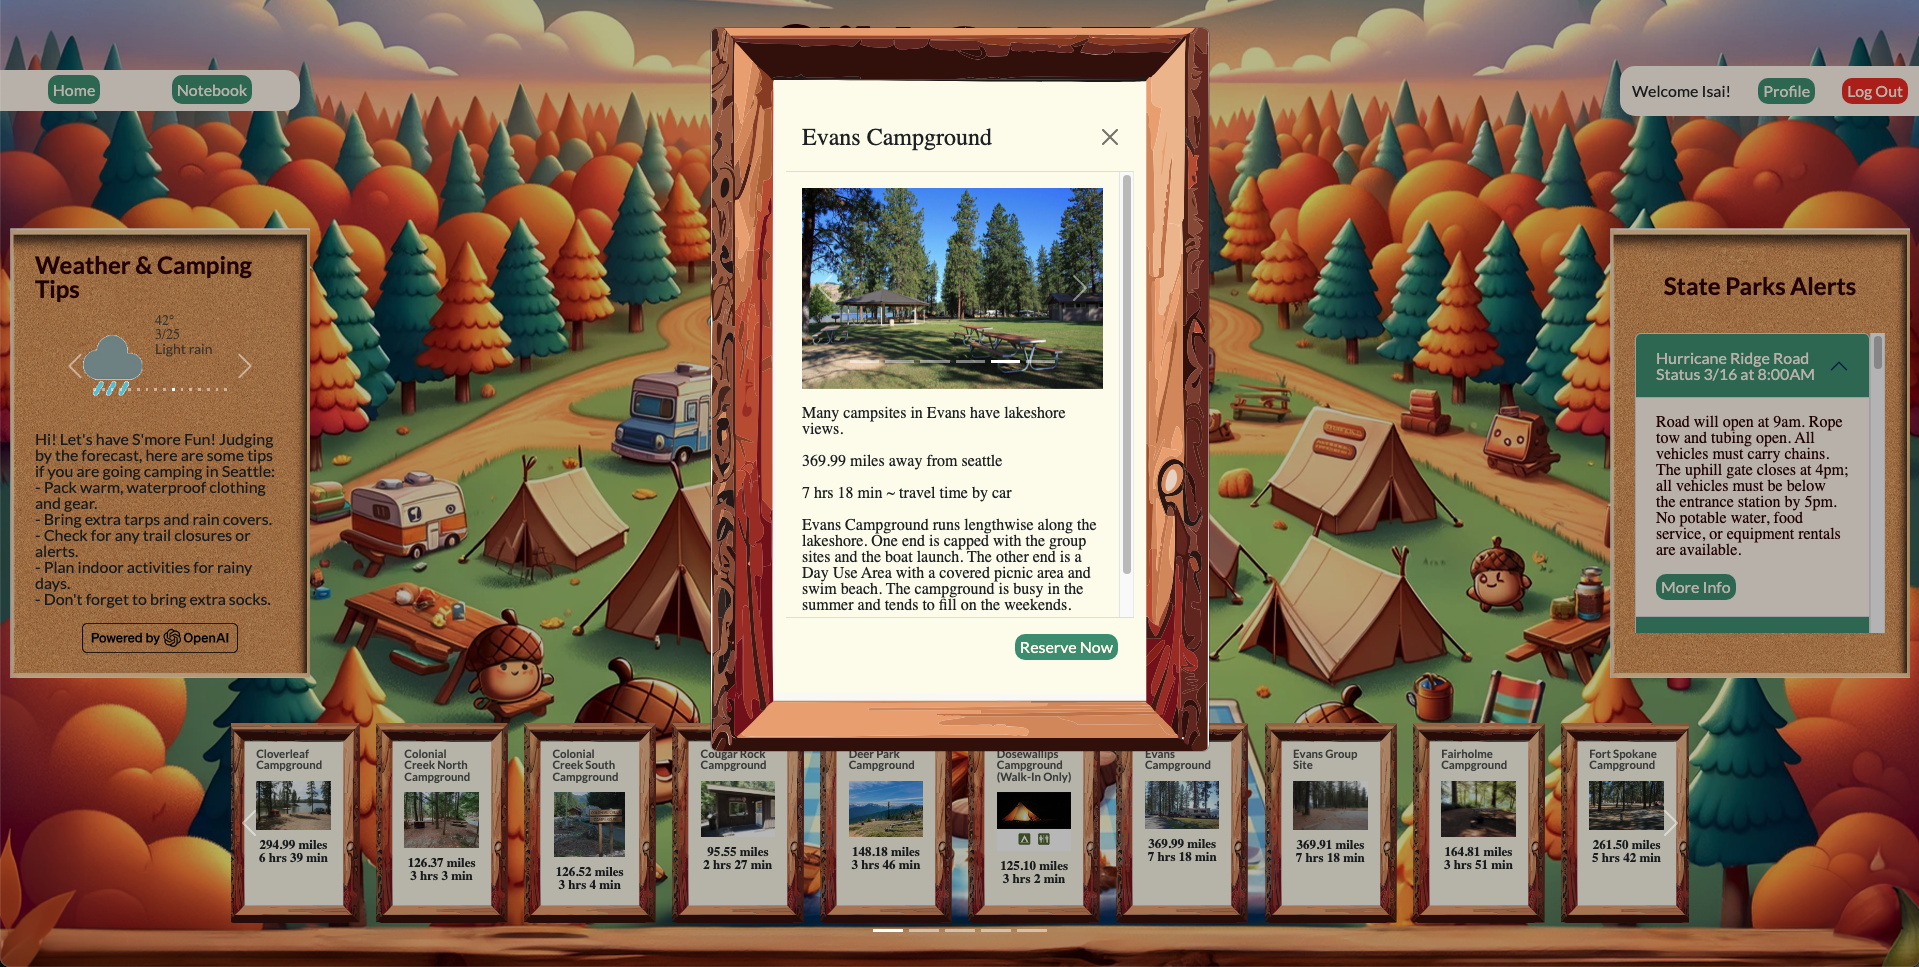 Home
Notebook
Welcome Isai!
Profile
Log Out
Weather & Camping
Tips
42°
3/25
Light rain
Hi! Let's have S'more Fun! Judging
by the forecast, here are some tips
if you are going camping in Seattle:
- Pack warm, waterproof clothing
and gear.
- Bring extra tarps and rain covers.
- Check for any trail closures or
alerts.
- Plan indoor activities for rainy
days.
- Don't forget to bring extra socks.
Powered by OpenAI
Evans Campground
Many campsites in Evans have lakeshore
views.
369.99 miles away from seattle
7 hrs 18 min ~ travel time by car
Evans Campground runs lengthwise along the
lakeshore. One end is capped with the group
sites and the boat launch. The other end is a
Day Use Area with a covered picnic area and
swim beach. The campground is busy in the
summer and tends to fill on the weekends.
Reserve Now
State Parks Alerts
Hurricane Ridge Road
Status 3/16 at 8:00AM
Road will open at 9am. Rope
tow and tubing open. All
vehicles must carry chains.
The uphill gate closes at 4pm;
all vehicles must be below
the entrance station by 5pm.
No potable water, food
service, or equipment rentals
are available.
More Info
Cloverleaf
Campground
294.99 miles
6 hrs 39 min
Colonial
Creek North
Campground
126.37 miles
3 hrs 3 min
Colonial
Creek South
Campground
126.52 miles
3 hrs 4 min
Cougar Rock
Campground
95.55 miles
2 hrs 27 min
Deer Park
Campground
148.18 miles
3 hrs 46 min
Dosewallips
Campground
(Walk-In Only)
125.10 miles
3 hrs 2 min
Evans
Campground
369.99 miles
7 hrs 18 min
Evans Group
Site
369.91 miles
7 hrs 18 min
Fairholme
Campground
164.81 miles
3 hrs 51 min
Fort Spokane
Campground
261.50 miles
5 hrs 42 min